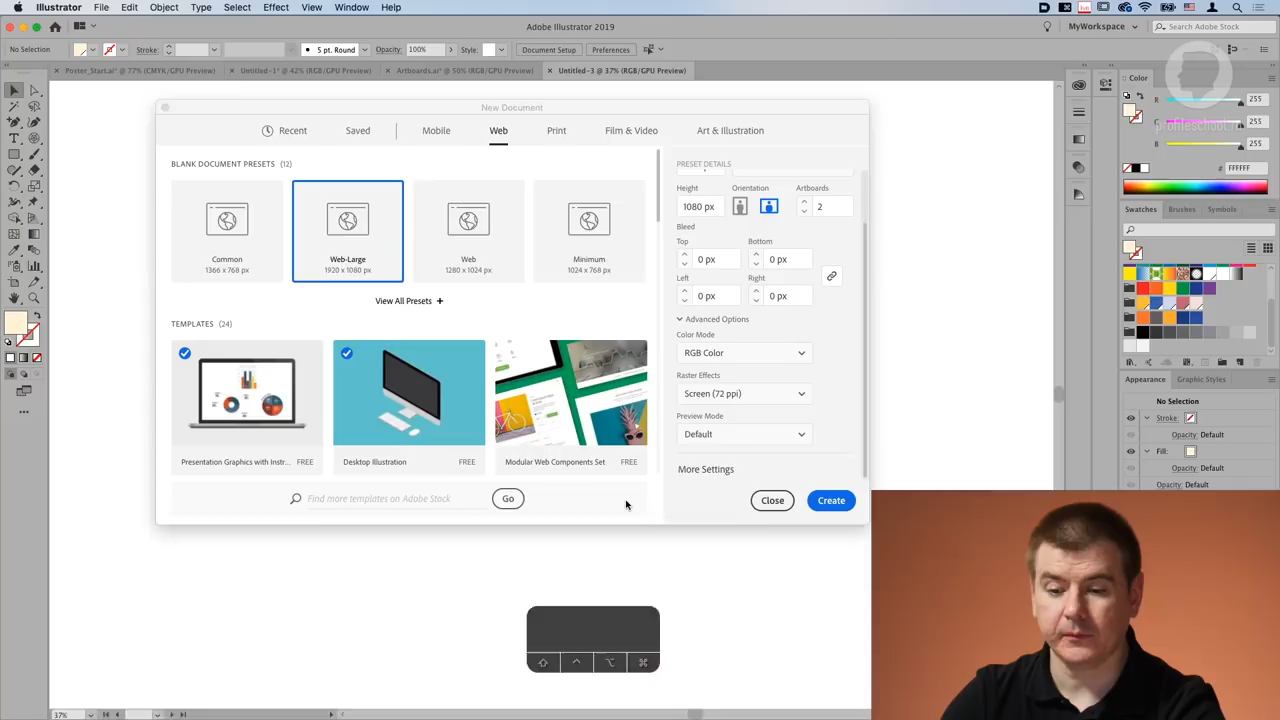 Illustrator File Edit Object Type Select Effect View Window Help
Adobe Illustrator 2019
MyWorkspace
Search Adobe Stock
No Selection
Stroke:
5 pt. Round
Opacity: 100%
Style:
Document Setup
Preferences
Poster_Start.ai* @ 77% (CMYK/GPU Preview)
Untitled-1* @ 42% (RGB/GPU Preview)
Artboards.ai* @ 50% (RGB/GPU Preview)
Untitled-3 @ 37% (RGB/GPU Preview)
New Document
Recent
Saved
Mobile
Web
Print
Film & Video
Art & Illustration
BLANK DOCUMENT PRESETS (12)
Common
1366 x 768 px
Web-Large
1920 x 1080 px
Web
1280 x 1024 px
Minimum
1024 x 768 px
View All Presets +
TEMPLATES (24)
Presentation Graphics with Instr... FREE
Desktop Illustration FREE
Modular Web Components Set FREE
Find more templates on Adobe Stock
Go
PRESET DETAILS
Height
Orientation
Artboards
1080 px
2
Bleed
Top
Bottom
0 px
0 px
Left
Right
0 px
0 px
Advanced Options
Color Mode
RGB Color
Raster Effects
Screen (72 ppi)
Preview Mode
Default
More Settings
Close
Create
Color
R 255
G 255
B 255
# FFFFFF
Swatches
Brushes
Symbols
Appearance
Graphic Styles
No Selection
Stroke:
Opacity: Default
Fill:
Opacity: Default
Opacity: Default
37%